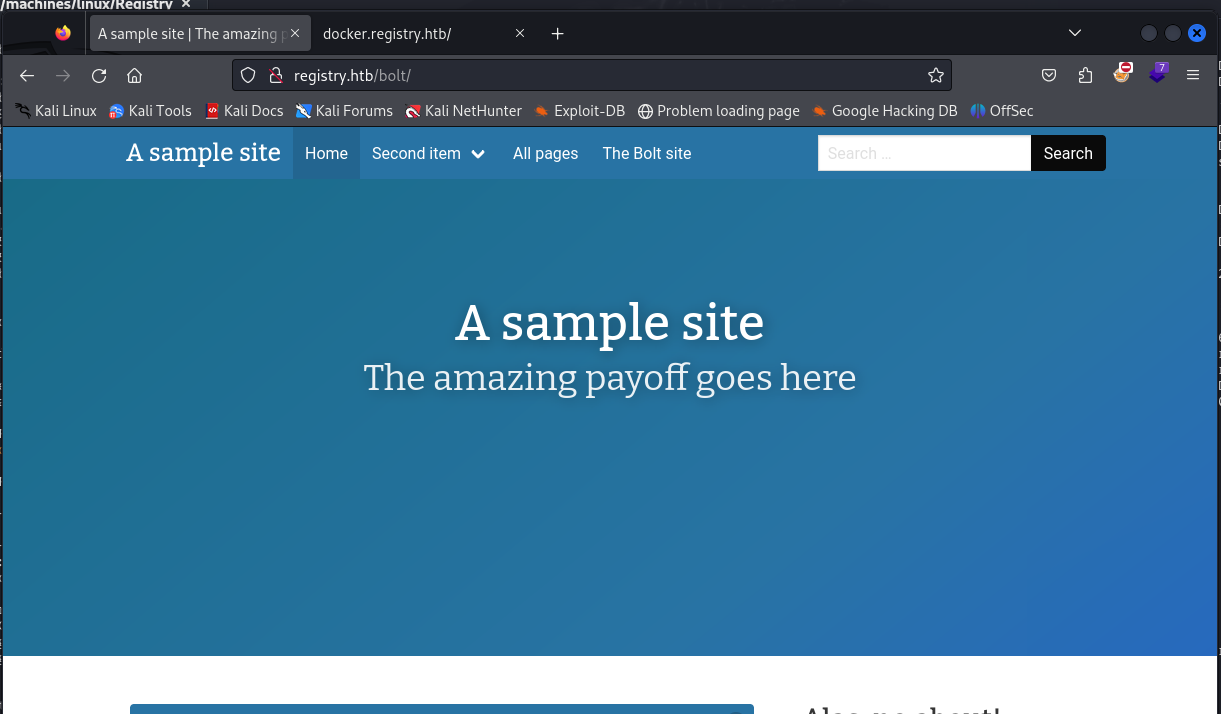 /machines/linux/Registry
A sample site | The amazing p
docker.registry.htb/
registry.htb/bolt/
Kali Linux Kali Tools Kali Docs Kali Forums Kali NetHunter Exploit-DB Problem loading page Google Hacking DB OffSec
7
A sample site Home Second item All pages The Bolt site Search ... Search
A sample site
The amazing payoff goes here